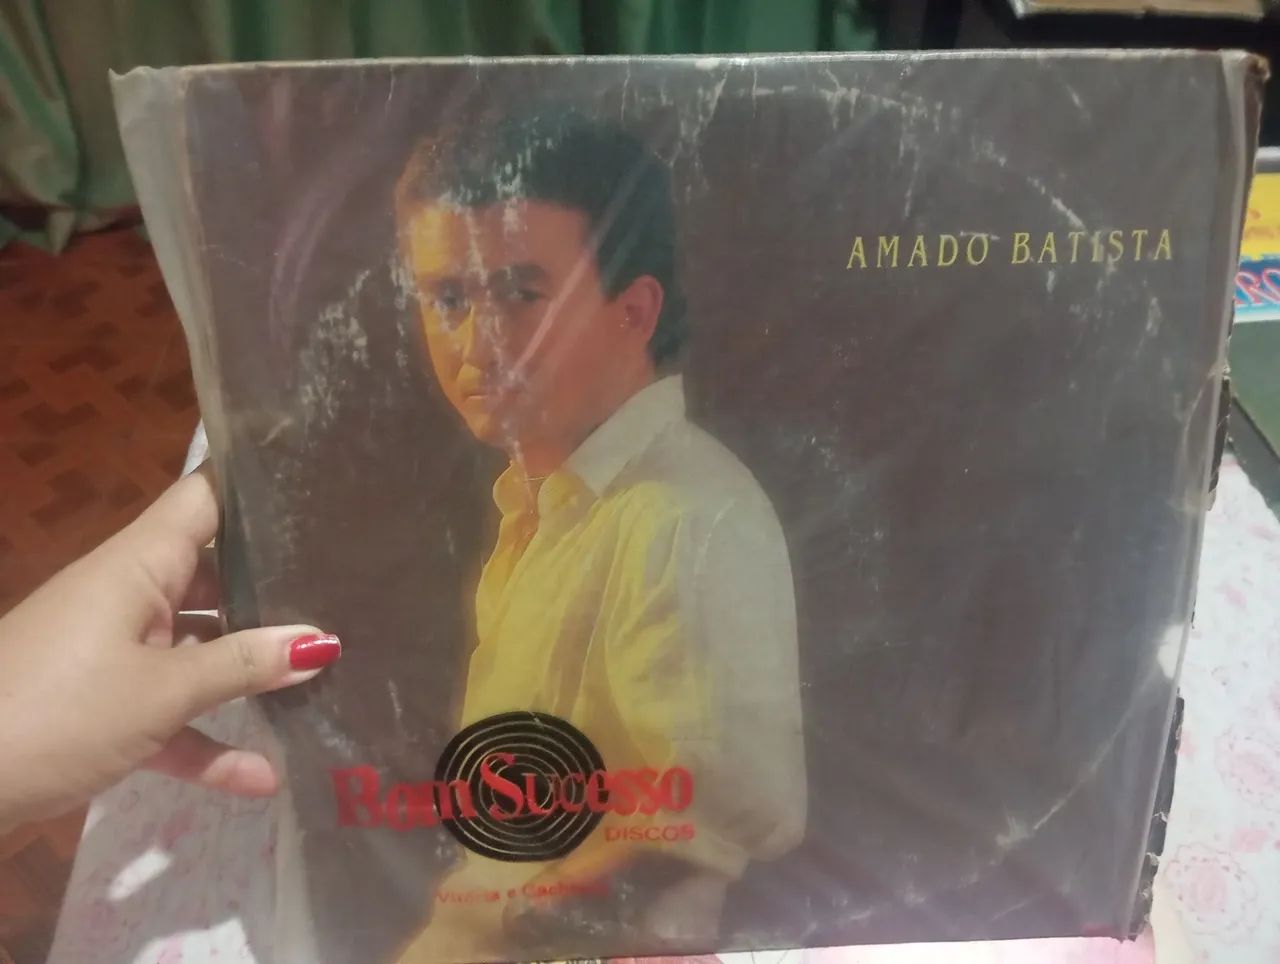 AMADO BATISTA
Bom Sucesso
DISCOS